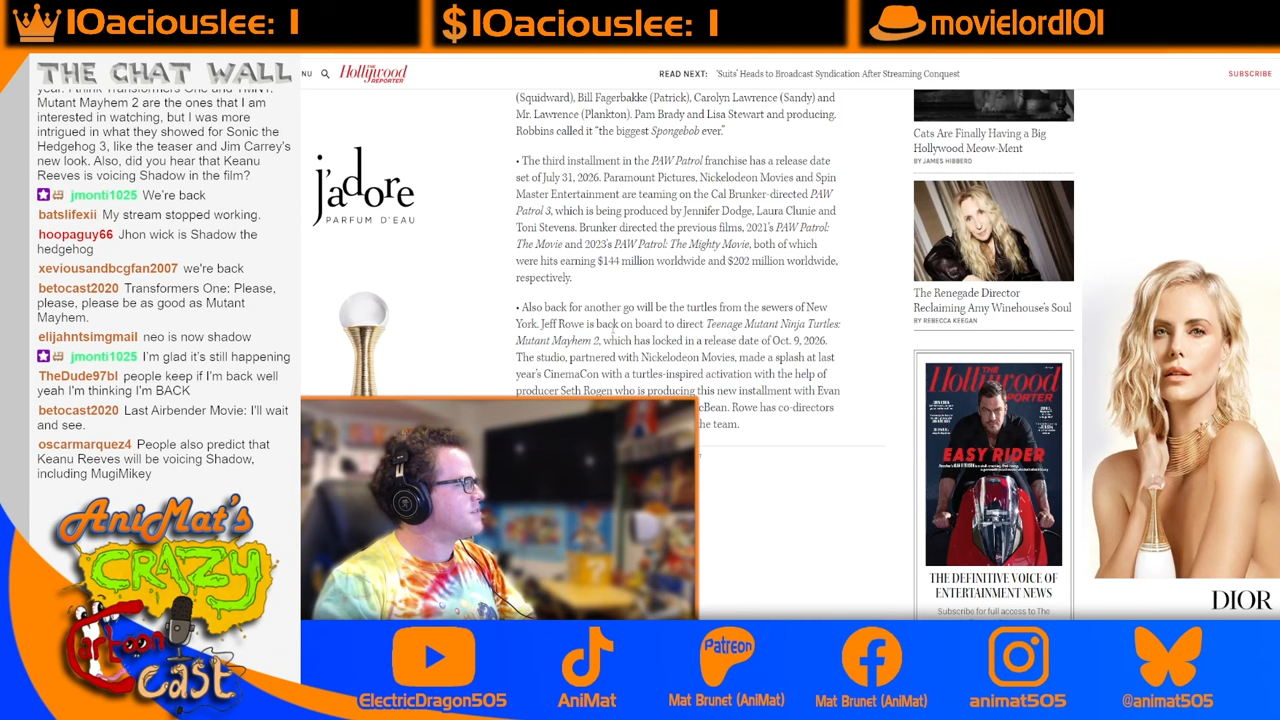 10aciouslee: 1
$10aciouslee: 1
movielord101
THE CHAT WALL
year. I think Transformers One and TMNT:
Mutant Mayhem 2 are the ones that I am
interested in watching, but I was more
intrigued in what they showed for Sonic the
Hedgehog 3, like the teaser and Jim Carrey's
new look. Also, did you hear that Keanu
Reeves is voicing Shadow in the film?
jmonti1025 We're back
batslifexii My stream stopped working.
hoopaguy66 Jhon wick is Shadow the
hedgehog
xeviousandbcgfan2007 we're back
betocast2020 Transformers One: Please,
please, please be as good as Mutant
Mayhem.
elijahntsimgmail neo is now shadow
jmonti1025 I'm glad it's still happening
TheDude97bl people keep if I'm back well
yeah I'm thinking I'm BACK
betocast2020 Last Airbender Movie: I'll wait
and see.
oscarmarquez4 People also predict that
Keanu Reeves will be voicing Shadow,
including MugiMikey
AniMat's
CRAZY
Cartoon
Cast
NU
THE
Hollywood
REPORTER
READ NEXT: 'Suits' Heads to Broadcast Syndication After Streaming Conquest
SUBSCRIBE
j'adore
PARFUM D'EAU
(Squidward), Bill Fagerbakke (Patrick), Carolyn Lawrence (Sandy) and
Mr. Lawrence (Plankton). Pam Brady and Lisa Stewart and producing.
Robbins called it “the biggest Spongebob ever.”
• The third installment in the PAW Patrol franchise has a release date
set of July 31, 2026. Paramount Pictures, Nickelodeon Movies and Spin
Master Entertainment are teaming on the Cal Brunker-directed PAW
Patrol 3, which is being produced by Jennifer Dodge, Laura Clunie and
Toni Stevens. Brunker directed the previous films, 2021's PAW Patrol:
The Movie and 2023's PAW Patrol: The Mighty Movie, both of which
were hits earning $144 million worldwide and $202 million worldwide,
respectively.
• Also back for another go will be the turtles from the sewers of New
York. Jeff Rowe is back on board to direct Teenage Mutant Ninja Turtles:
Mutant Mayhem 2, which has locked in a release date of Oct. 9, 2026.
The studio, partnered with Nickelodeon Movies, made a splash at last
year's CinemaCon with a turtles-inspired activation with the help of
producer Seth Rogen who is producing this new installment with Evan
cBean. Rowe has co-directors
he team.
Cats Are Finally Having a Big
Hollywood Meow-Ment
BY JAMES HIBBERD
The Renegade Director
Reclaiming Amy Winehouse's Soul
BY REBECCA KEEGAN
Hollywood
REPORTER
EASY RIDER
THE DEFINITIVE VOICE OF
ENTERTAINMENT NEWS
Subscribe for full access to The
DIOR
ElectricDragon505
AniMat
Patreon
Mat Brunet (AniMat)
Mat Brunet (AniMat)
animat505
@animat505